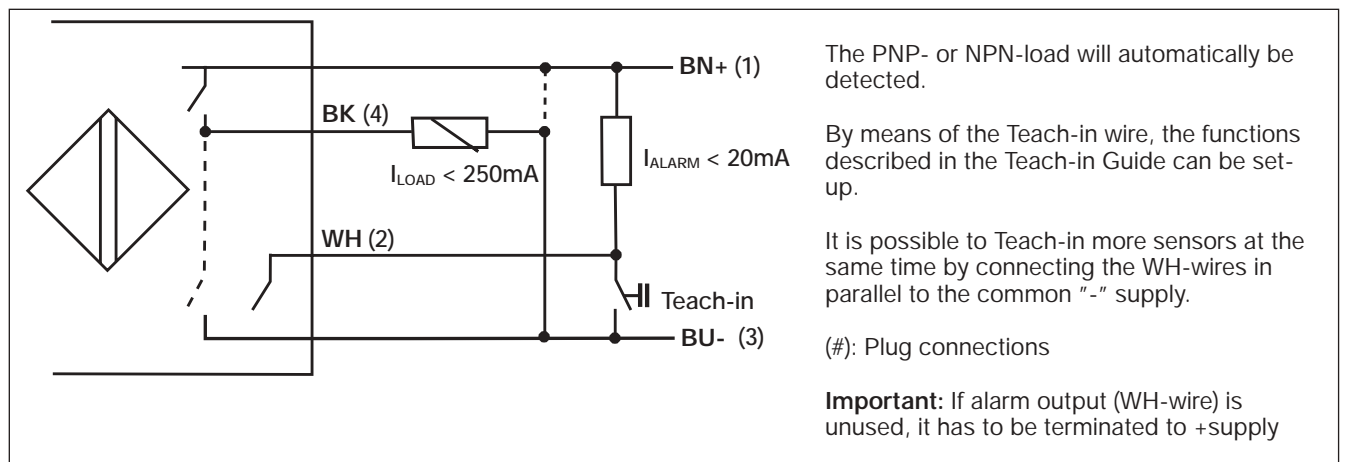 BN+ (1)
BK (4)
I_LOAD < 250mA
I_ALARM < 20mA
WH (2)
Teach-in
BU- (3)
The PNP- or NPN-load will automatically be
detected.
By means of the Teach-in wire, the functions
described in the Teach-in Guide can be set-
up.
It is possible to Teach-in more sensors at the
same time by connecting the WH-wires in
parallel to the common "-" supply.
(#): Plug connections
Important: If alarm output (WH-wire) is
unused, it has to be terminated to +supply